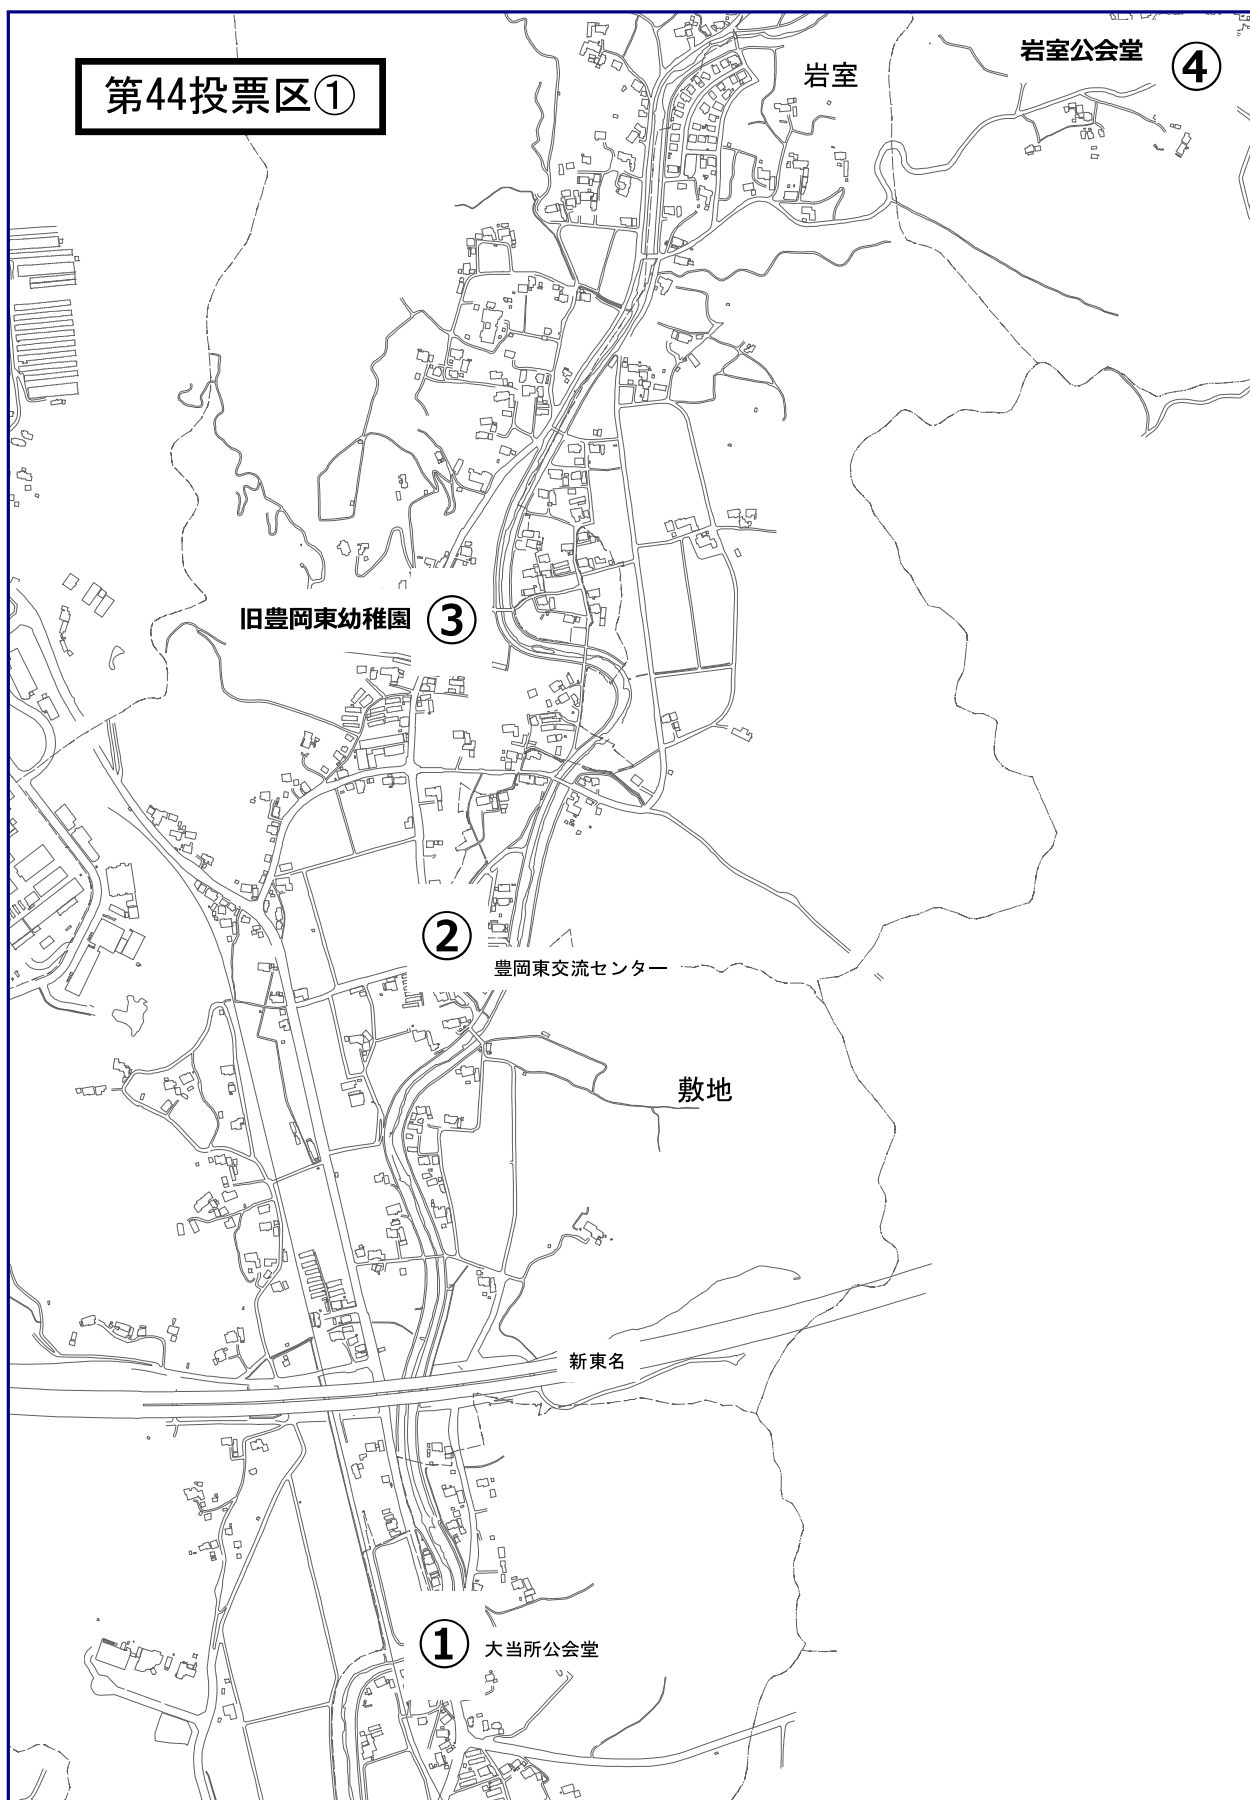 第44投票区①
岩室公会堂
④
岩室
旧豊岡東幼稚園
③
②
豊岡東交流センター
敷地
新東名
①
大当所公会堂